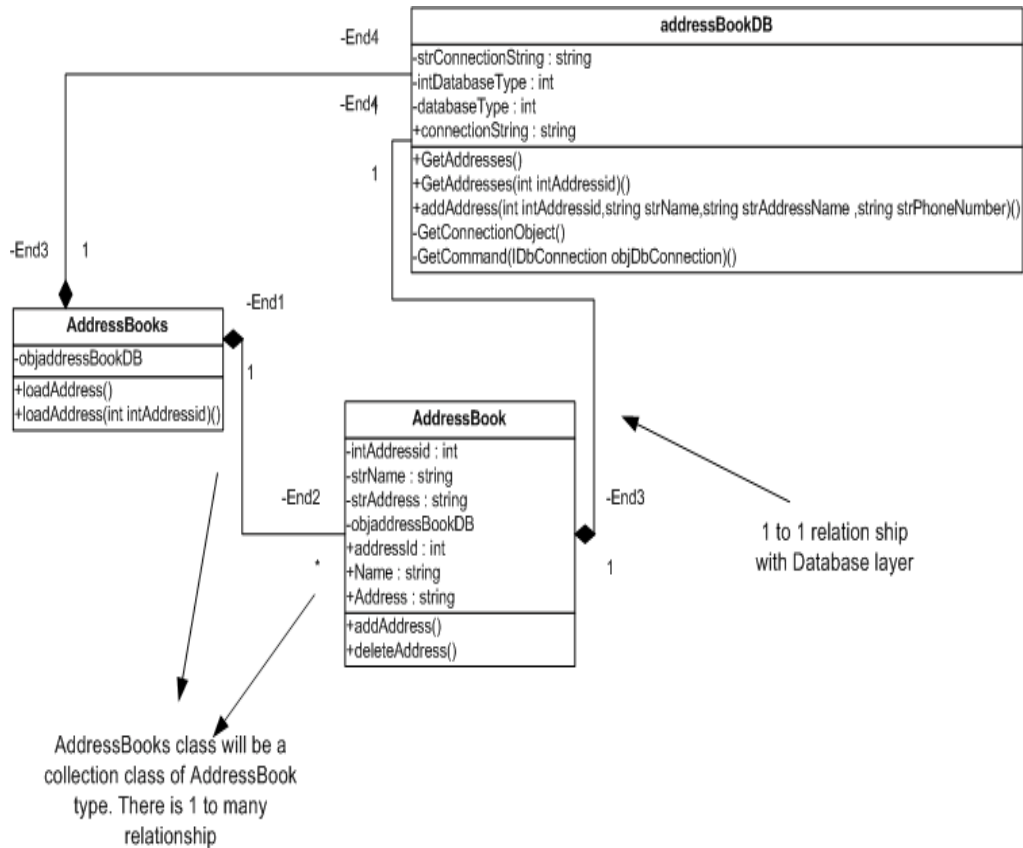 addressBookDB
-strConnectionString : string
-intDatabaseType : int
-databaseType : int
+connectionString : string
+GetAddresses()
+GetAddresses(int intAddressid)()
+addAddress(int intAddressid,string strName,string strAddressName ,string strPhoneNumber)()
-GetConnectionObject()
-GetCommand(IDbConnection objDbConnection)()
-End4
-End4
1
-End3
1
AddressBooks
-objaddressBookDB
+loadAddress()
+loadAddress(int intAddressid)()
-End1
1
AddressBook
-intAddressid : int
-strName : string
-strAddress : string
-objaddressBookDB
+addressId : int
+Name : string
+Address : string
+addAddress()
+deleteAddress()
-End2
*
-End3
1
1 to 1 relation ship
with Database layer
AddressBooks class will be a
collection class of AddressBook
type. There is 1 to many
relationship